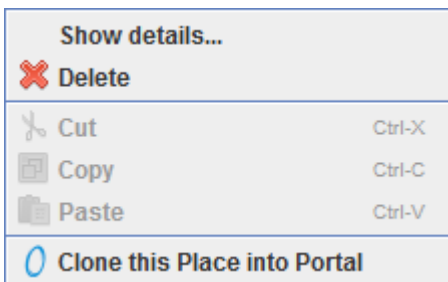 Show details...
Delete
Cut Ctrl-X
Copy Ctrl-C
Paste Ctrl-V
Clone this Place into Portal